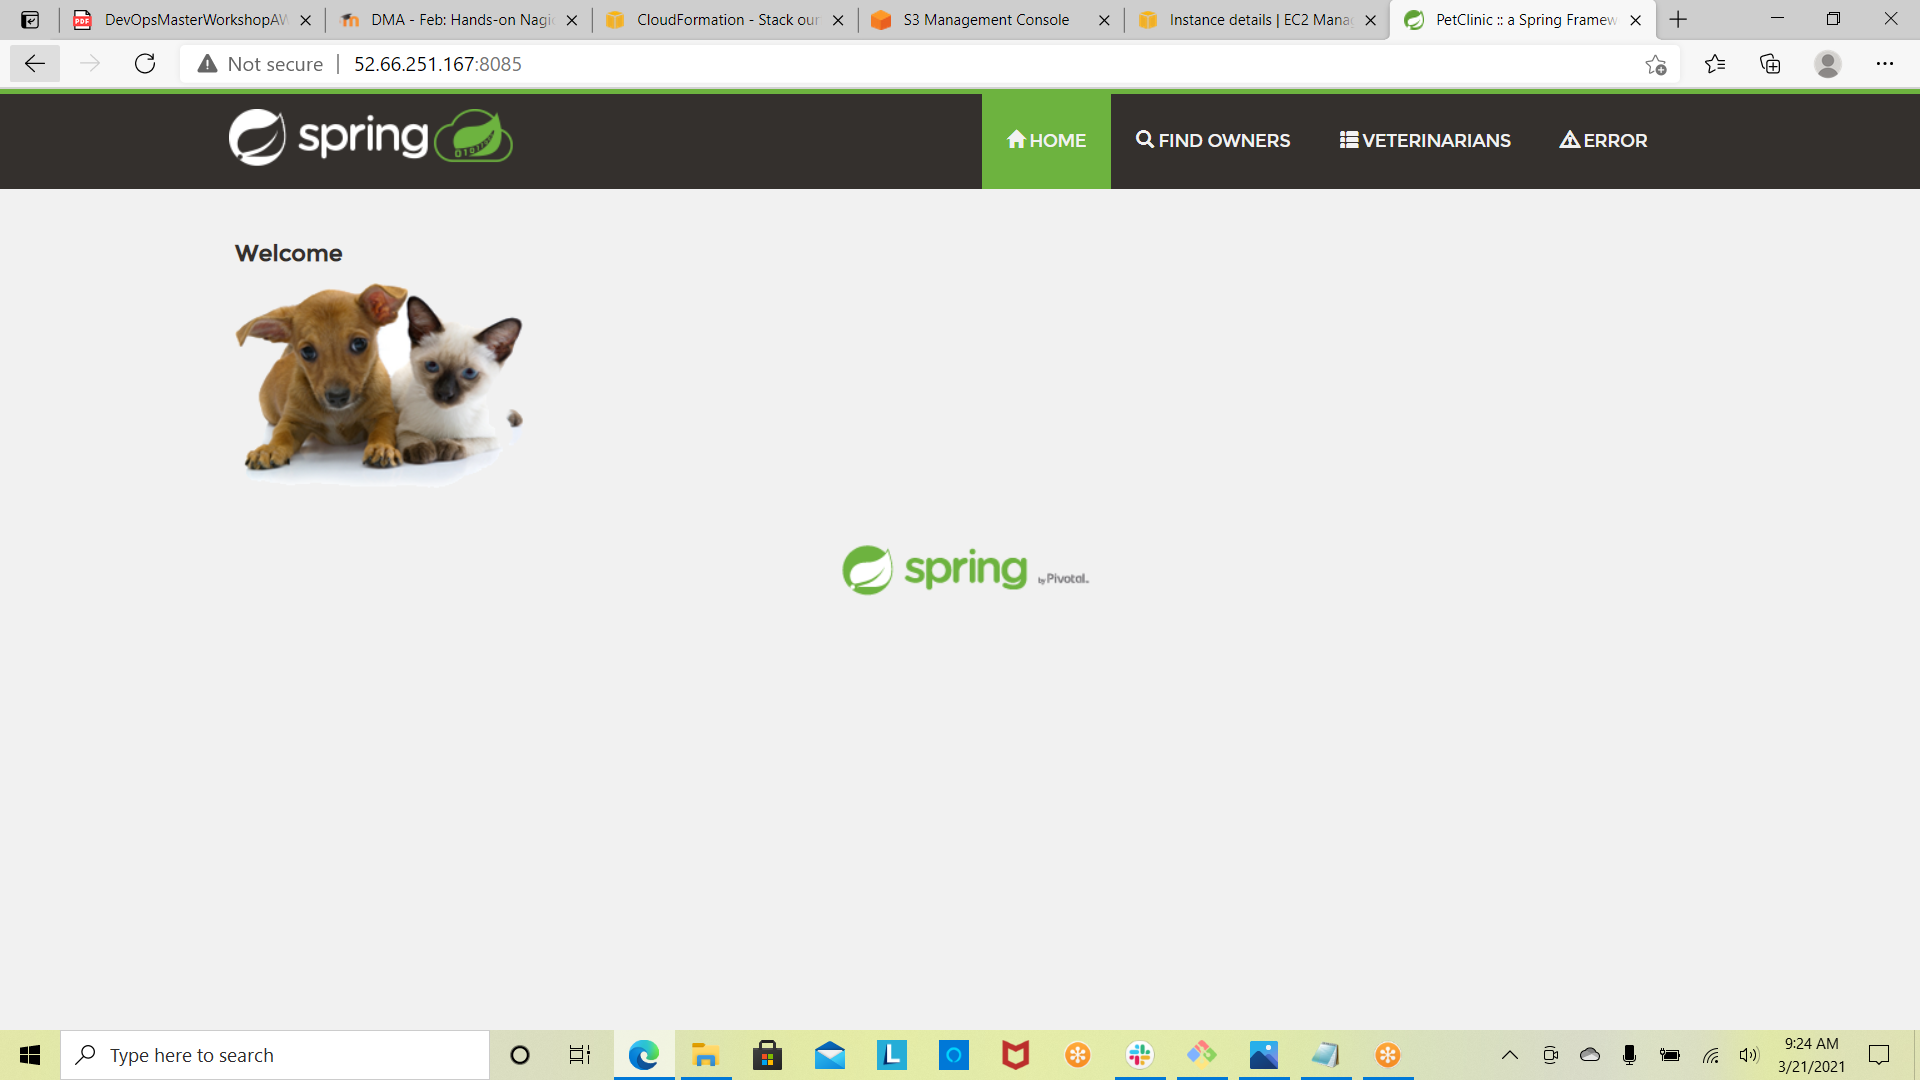 DevOpsMasterWorkshopAW
DMA - Feb: Hands-on Nagio
CloudFormation - Stack our
S3 Management Console
Instance details | EC2 Manag
PetClinic :: a Spring Framew
Not secure | 52.66.251.167:8085
spring
HOME
FIND OWNERS
VETERINARIANS
ERROR
Welcome
spring by Pivotal
Type here to search
9:24 AM
3/21/2021